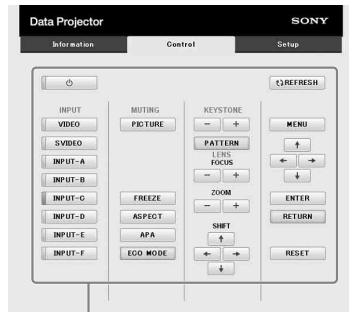 Data Projector SONY
Information Control Setup
REFRESH
INPUT MUTING KEYSTONE
VIDEO PICTURE - + MENU
SVIDEO PATTERN
LENS
INPUT-A FOCUS
INPUT-B - +
INPUT-C FREEZE ZOOM ENTER
- +
INPUT-D ASPECT RETURN
INPUT-E APA SHIFT
INPUT-F ECO MODE RESET